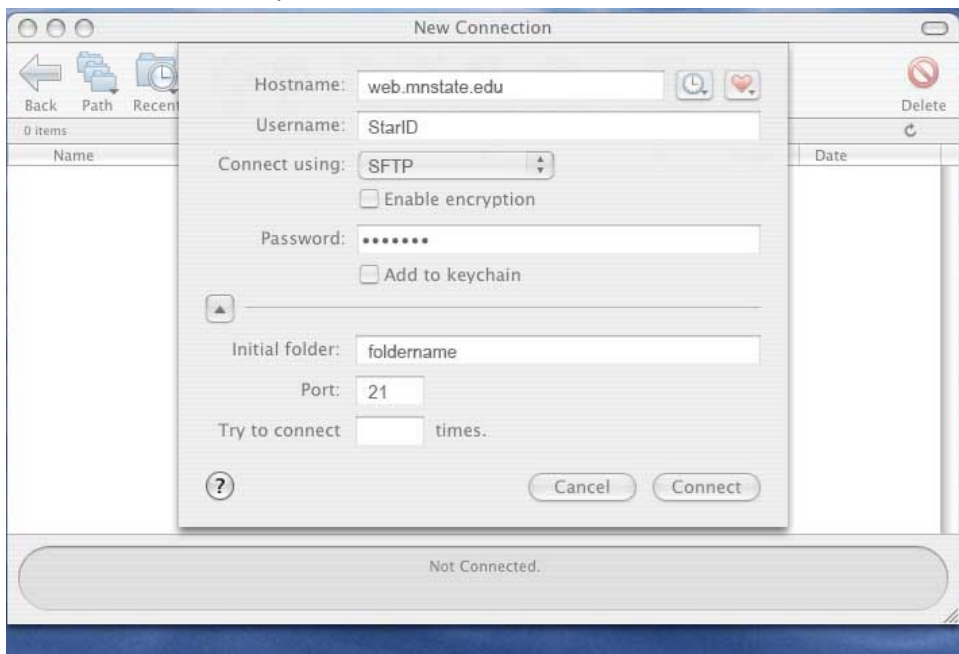 New Connection
Back Path Recent Delete
0 items
Name Date
Hostname: web.mnstate.edu
Username: StarID
Connect using: SFTP
Enable encryption
Password: •••••••
Add to keychain
Initial folder: foldername
Port: 21
Try to connect times.
? Cancel Connect
Not Connected.